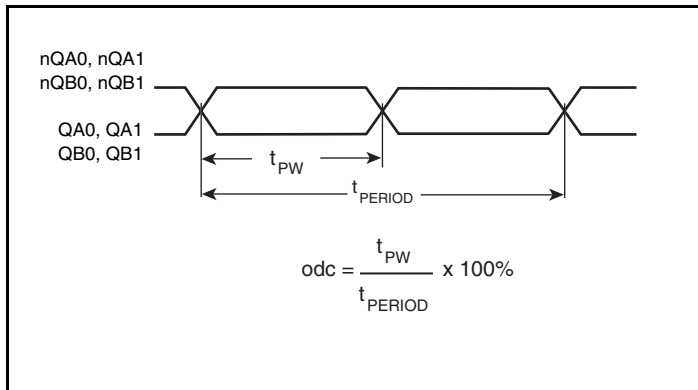 nQA0, nQA1
nQB0, nQB1
QA0, QA1
QB0, QB1
tPW
tPERIOD
tPW
odc = x 100%
tPERIOD